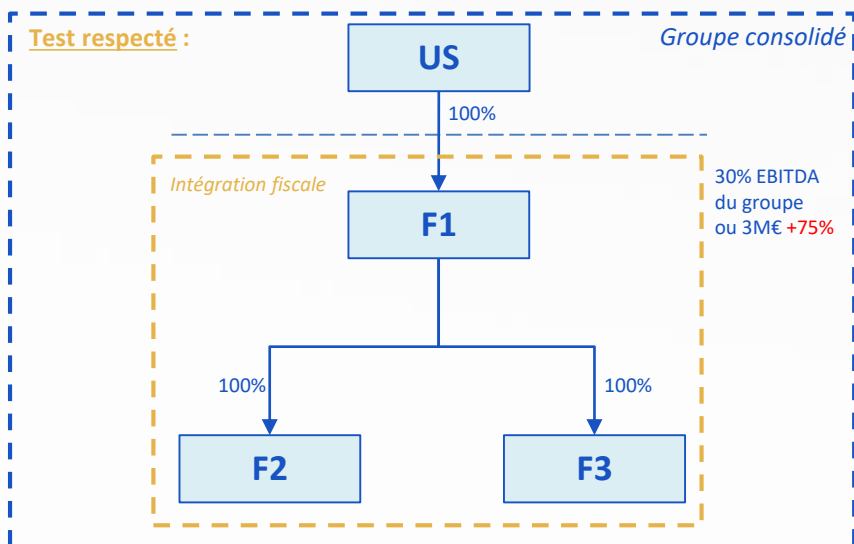 Test respecté :
Groupe consolidé
US
100%
Intégration fiscale
30% EBITDA
du groupe
ou 3M€ +75%
F1
100%
100%
F2
F3